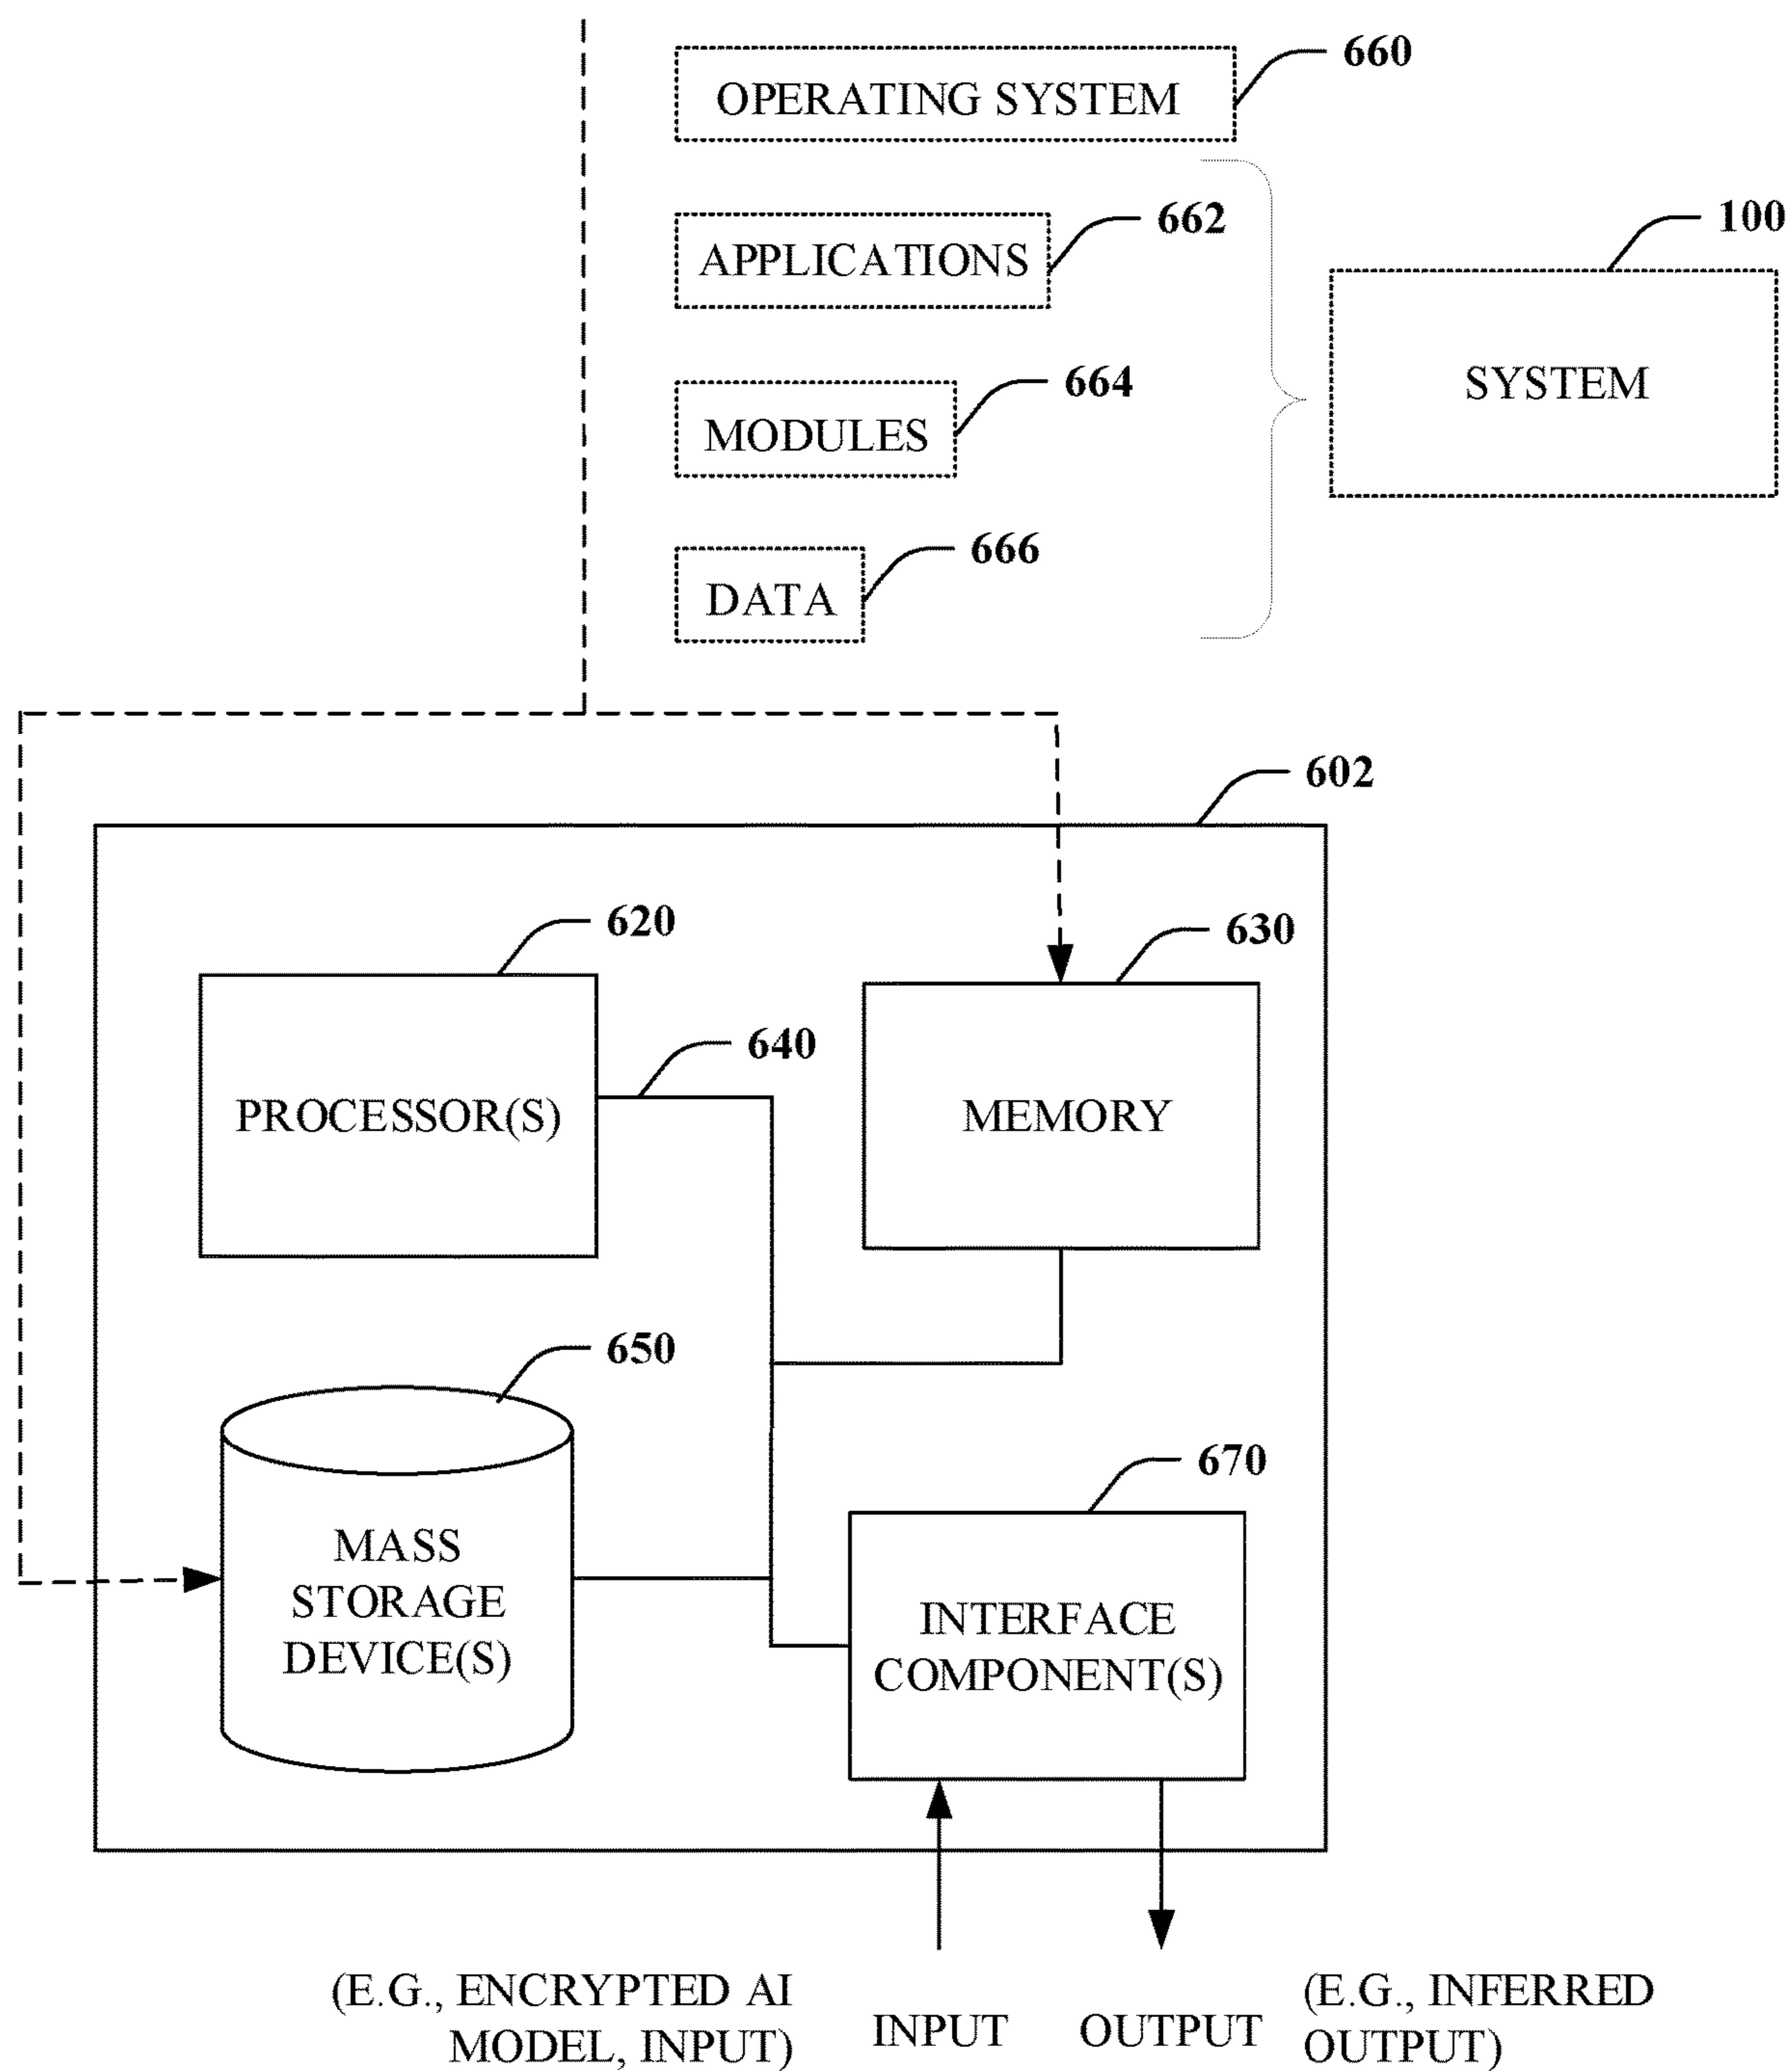 660
OPERATING SYSTEM
662
100
APPLICATIONS
SYSTEM
664
MODULES
666
DATA
602
620
630
640
PROCESSOR(S)
MEMORY
650
670
MASS
STORAGE
DEVICE(S)
INTERFACE
COMPONENT(S)
(E.G., ENCRYPTED AI
MODEL, INPUT)
INPUT
OUTPUT
(E.G., INFERRED
OUTPUT)